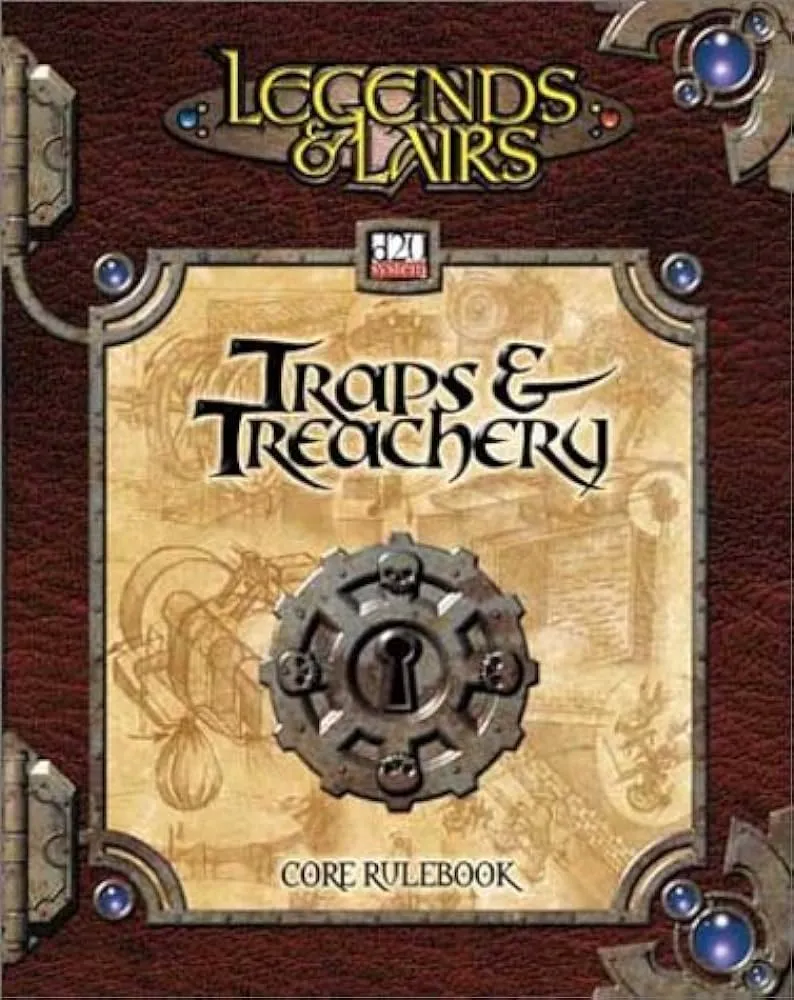 LEGENDS
& LAIRS
d20
system
TRAPS &
TREACHERY
CORE RULEBOOK